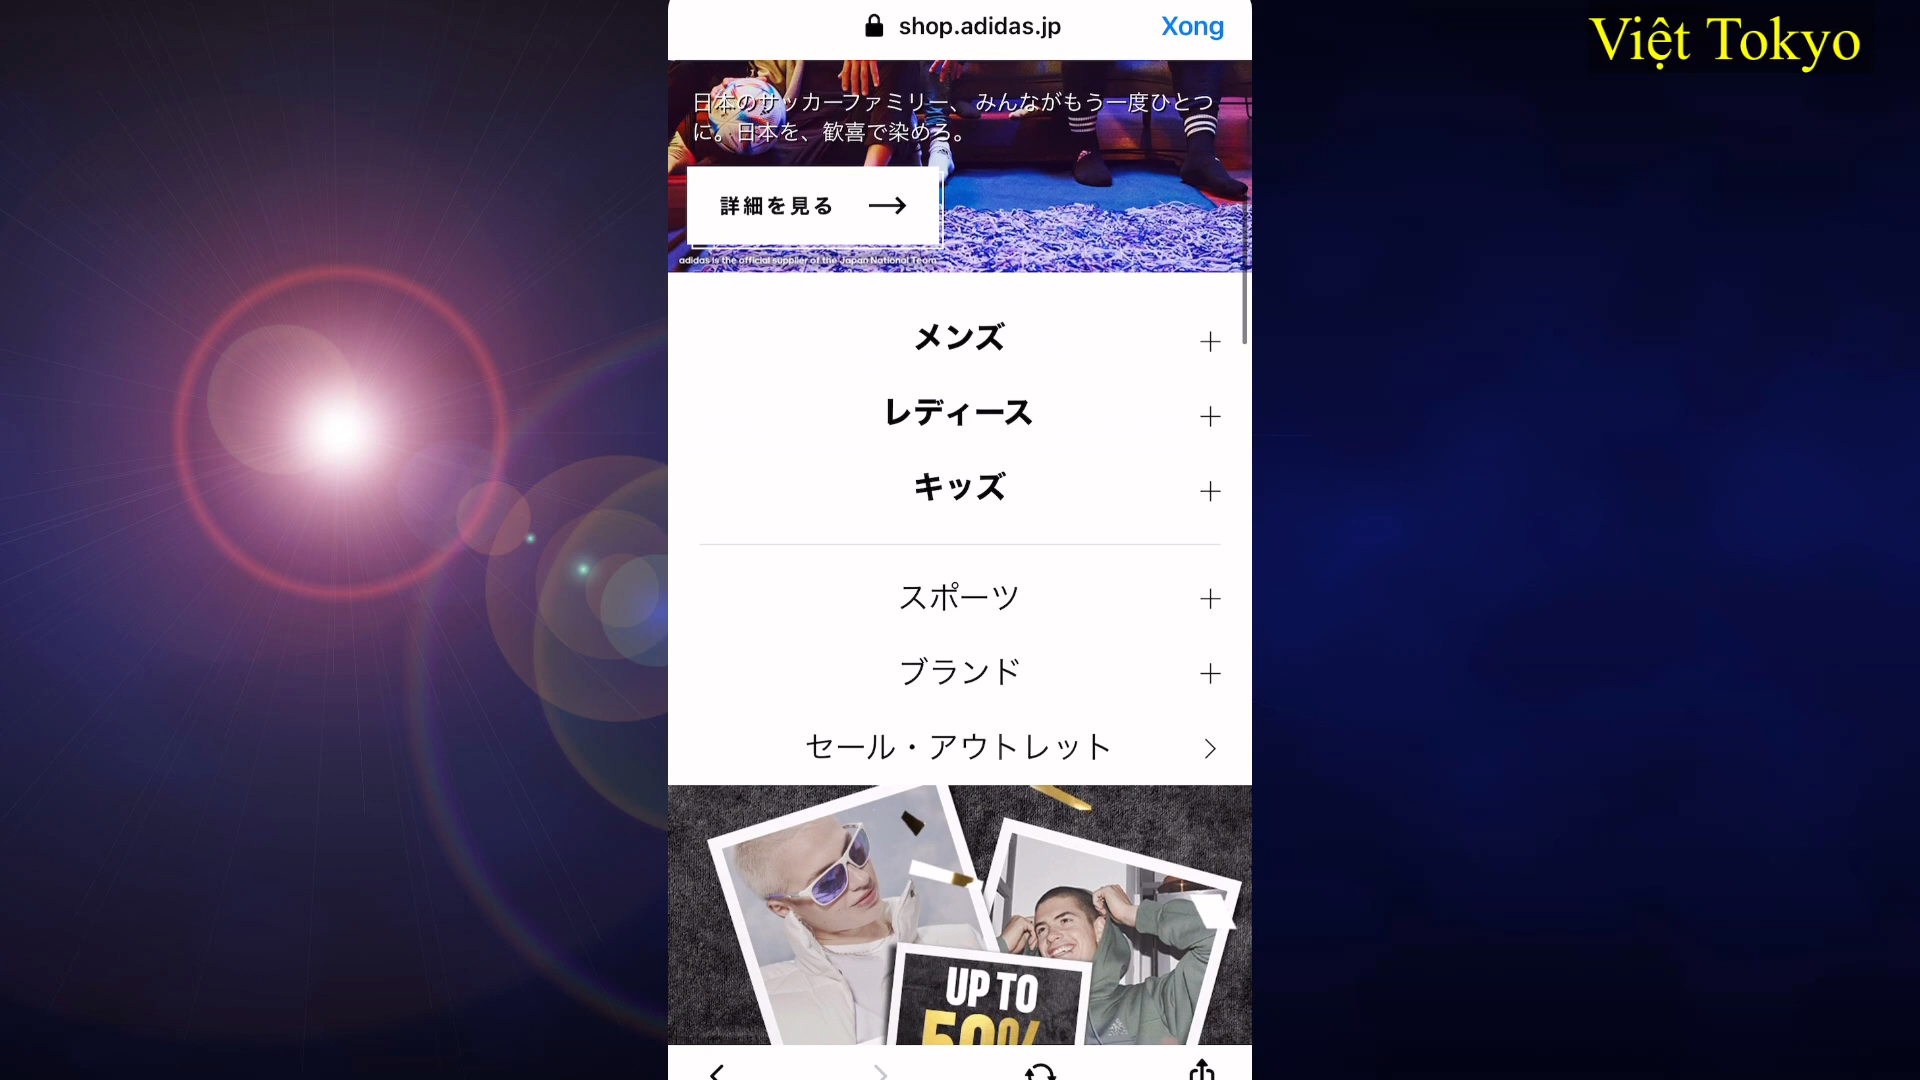 Việt Tokyo
shop.adidas.jp
Xong
日本のサッカーファミリー、 みんながもう一度ひとつ
に。日本を、歓喜で染めろ。
詳細を見る
adidas is the official supplier of the Japan National Team
メンズ
レディース
キッズ
スポーツ
ブランド
セール・アウトレット
UP TO
50%